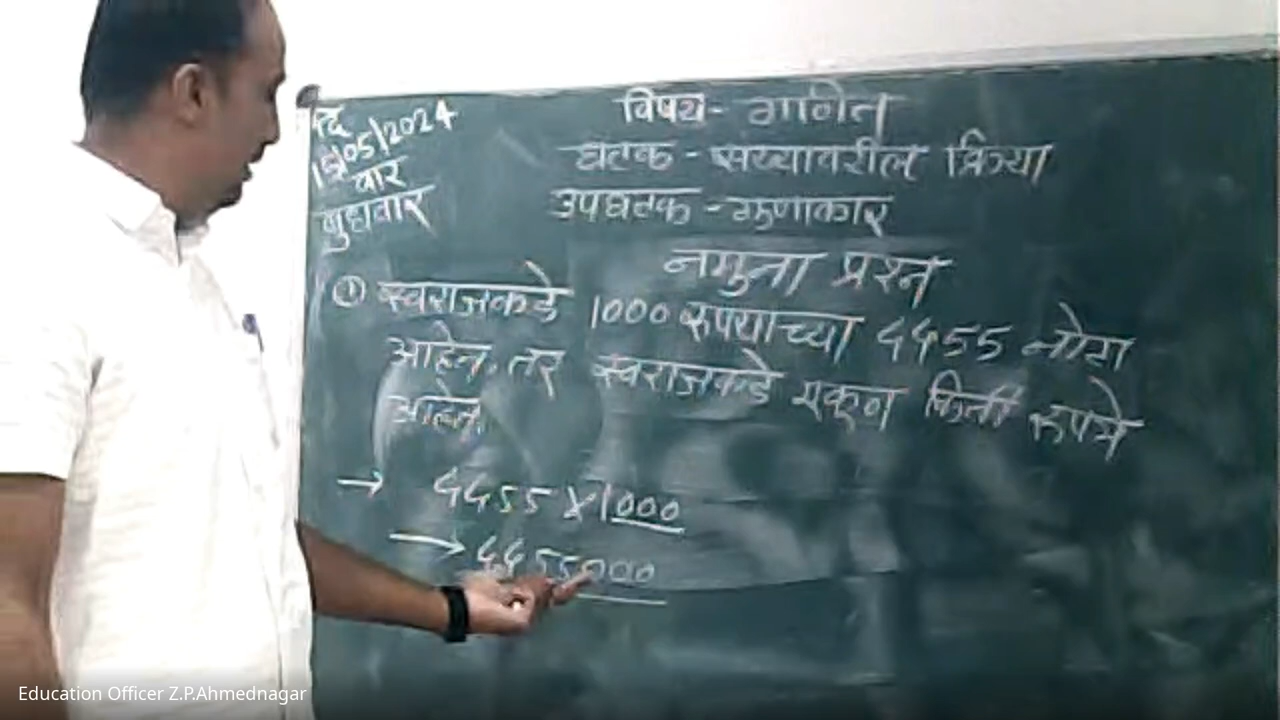 दि
15/05/2024
वार
बुधवार
विषय - गणित
घटक - संख्यावरील क्रिया
उपघटक - गुणाकार
नमुना प्रश्न
① स्वराजकडे 1000 रुपयाच्या 4455 नोटा
आहेत. तर स्वराजकडे एकूण किती रुपये
आहेत.
→ 4455 × 1000
→ 4455000
Education Officer Z.P.Ahmednagar